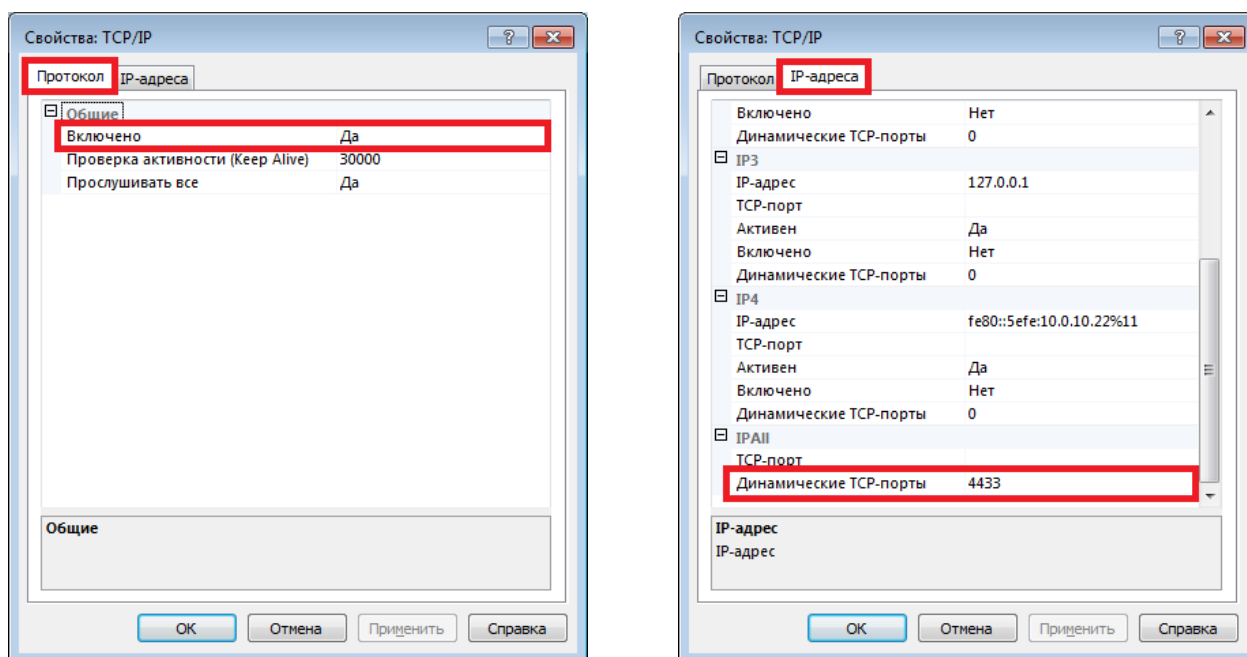 Свойства: TCP/IP
Протокол IP-адреса
Общие
Включено Да
Проверка активности (Keep Alive) 30000
Прослушивать все Да
Общие
ОК Отмена Применить Справка
Свойства: TCP/IP
Протокол IP-адреса
Включено Нет
Динамические TCP-порты 0
IP3
IP-адрес 127.0.0.1
TCP-порт
Активен Да
Включено Нет
Динамические TCP-порты 0
IP4
IP-адрес fe80::5efe:10.0.10.22%11
TCP-порт
Активен Да
Включено Нет
Динамические TCP-порты 0
IPAll
TCP-порт
Динамические TCP-порты 4433
IP-адрес
IP-адрес
ОК Отмена Применить Справка